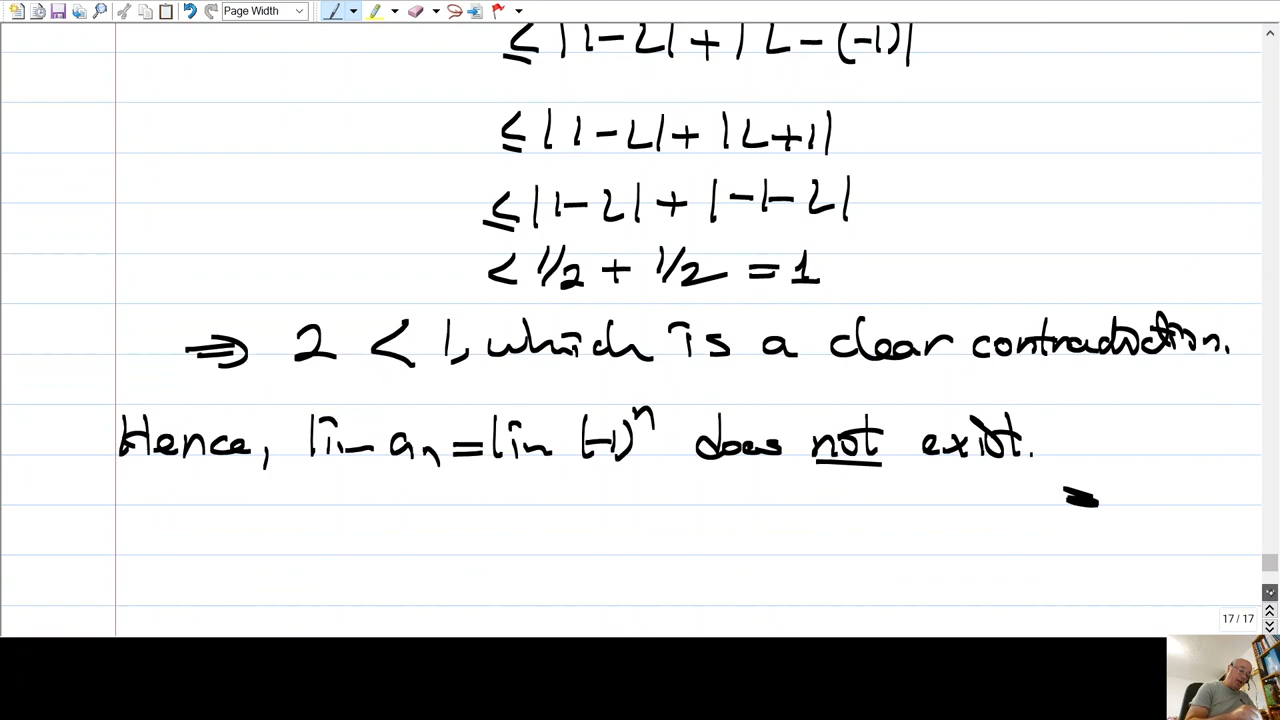 Page Width
≤ |1-L| + |L-(-1)|
≤ |1-L| + |L+1|
≤ |1-L| + |-1-L|
< 1/2 + 1/2 = 1
⇒ 2 < 1, which is a clear contradiction.
Hence, lim aₙ = lim (-1)ⁿ does not exist.
17 / 17